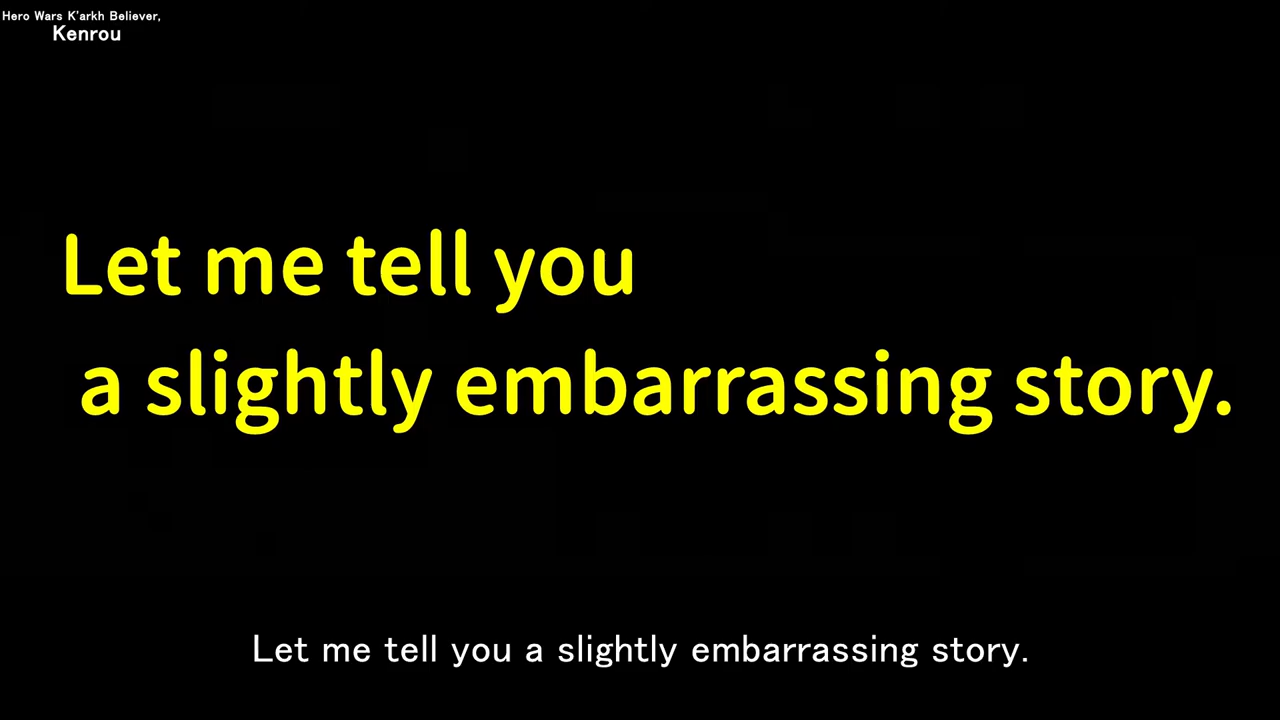 Hero Wars K'arkh Believer,
Kenrou
Let me tell you
a slightly embarrassing story.
Let me tell you a slightly embarrassing story.